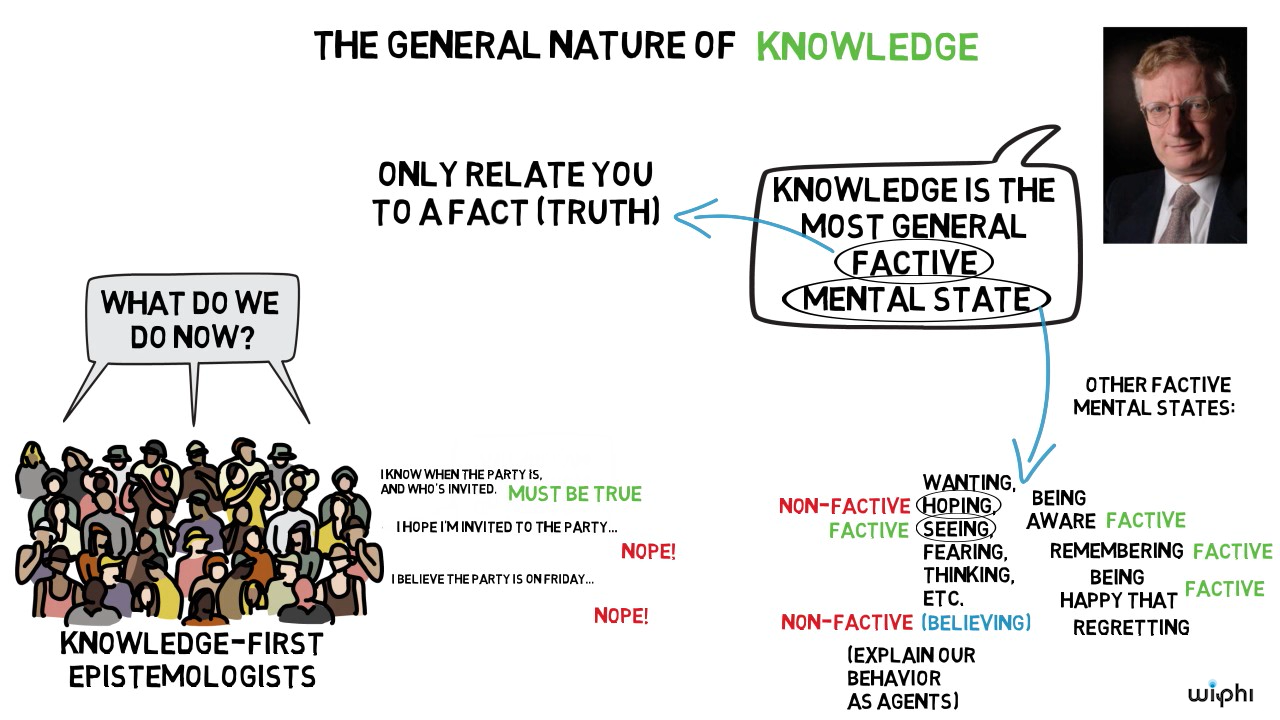 THE GENERAL NATURE OF KNOWLEDGE
ONLY RELATE YOU
TO A FACT (TRUTH)
KNOWLEDGE IS THE
MOST GENERAL
FACTIVE
MENTAL STATE
WHAT DO WE
DO NOW?
KNOWLEDGE-FIRST
EPISTEMOLOGISTS
I KNOW WHEN THE PARTY IS,
AND WHO'S INVITED. MUST BE TRUE
I HOPE I'M INVITED TO THE PARTY...
NOPE!
I BELIEVE THE PARTY IS ON FRIDAY...
NOPE!
WANTING,
NON-FACTIVE HOPING,
FACTIVE SEEING,
FEARING,
THINKING,
ETC.
NON-FACTIVE (BELIEVING)
(EXPLAIN OUR
BEHAVIOR
AS AGENTS)
OTHER FACTIVE
MENTAL STATES:
BEING
AWARE FACTIVE
REMEMBERING FACTIVE
BEING
HAPPY THAT FACTIVE
REGRETTING
wiphi